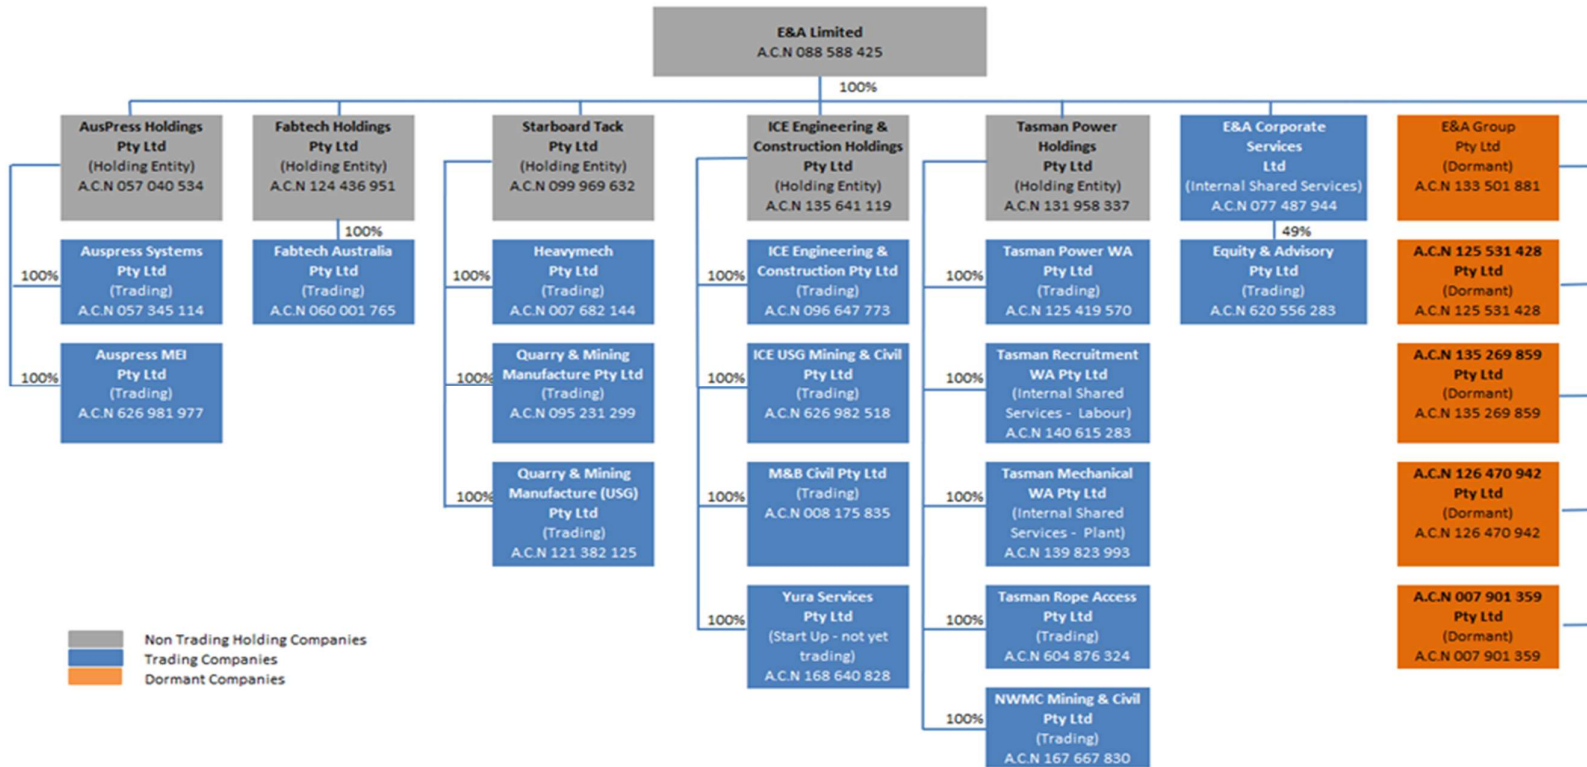 E&A Limited
A.C.N 088 588 425
100%
AusPress Holdings
Pty Ltd
(Holding Entity)
A.C.N 057 040 534
100%
Auspress Systems
Pty Ltd
(Trading)
A.C.N 057 345 114
100%
Auspress MEI
Pty Ltd
(Trading)
A.C.N 626 981 977
Fabtech Holdings
Pty Ltd
(Holding Entity)
A.C.N 124 436 951
100%
Fabtech Australia
Pty Ltd
(Trading)
A.C.N 060 001 765
Starboard Tack
Pty Ltd
(Holding Entity)
A.C.N 099 969 632
100%
Heavymech
Pty Ltd
(Trading)
A.C.N 007 682 144
100%
Quarry & Mining
Manufacture Pty Ltd
(Trading)
A.C.N 095 231 299
100%
Quarry & Mining
Manufacture (USG)
Pty Ltd
(Trading)
A.C.N 121 382 125
ICE Engineering &
Construction Holdings
Pty Ltd
(Holding Entity)
A.C.N 135 641 119
100%
ICE Engineering &
Construction Pty Ltd
(Trading)
A.C.N 096 647 773
100%
ICE USG Mining & Civil
Pty Ltd
(Trading)
A.C.N 626 982 518
100%
M&B Civil Pty Ltd
(Trading)
A.C.N 008 175 835
100%
Yura Services
Pty Ltd
(Start Up - not yet
trading)
A.C.N 168 640 828
Tasman Power
Holdings
Pty Ltd
(Holding Entity)
A.C.N 131 958 337
100%
Tasman Power WA
Pty Ltd
(Trading)
A.C.N 125 419 570
100%
Tasman Recruitment
WA Pty Ltd
(Internal Shared
Services - Labour)
A.C.N 140 615 283
100%
Tasman Mechanical
WA Pty Ltd
(Internal Shared
Services - Plant)
A.C.N 139 823 993
100%
Tasman Rope Access
Pty Ltd
(Trading)
A.C.N 604 876 324
100%
NWMC Mining & Civil
Pty Ltd
(Trading)
A.C.N 167 667 830
E&A Corporate
Services
Ltd
(Internal Shared Services)
A.C.N 077 487 944
49%
Equity & Advisory
Pty Ltd
(Trading)
A.C.N 620 556 283
E&A Group
Pty Ltd
(Dormant)
A.C.N 133 501 881
A.C.N 125 531 428
Pty Ltd
(Dormant)
A.C.N 125 531 428
A.C.N 135 269 859
Pty Ltd
(Dormant)
A.C.N 135 269 859
A.C.N 126 470 942
Pty Ltd
(Dormant)
A.C.N 126 470 942
A.C.N 007 901 359
Pty Ltd
(Dormant)
A.C.N 007 901 359
Non Trading Holding Companies
Trading Companies
Dormant Companies